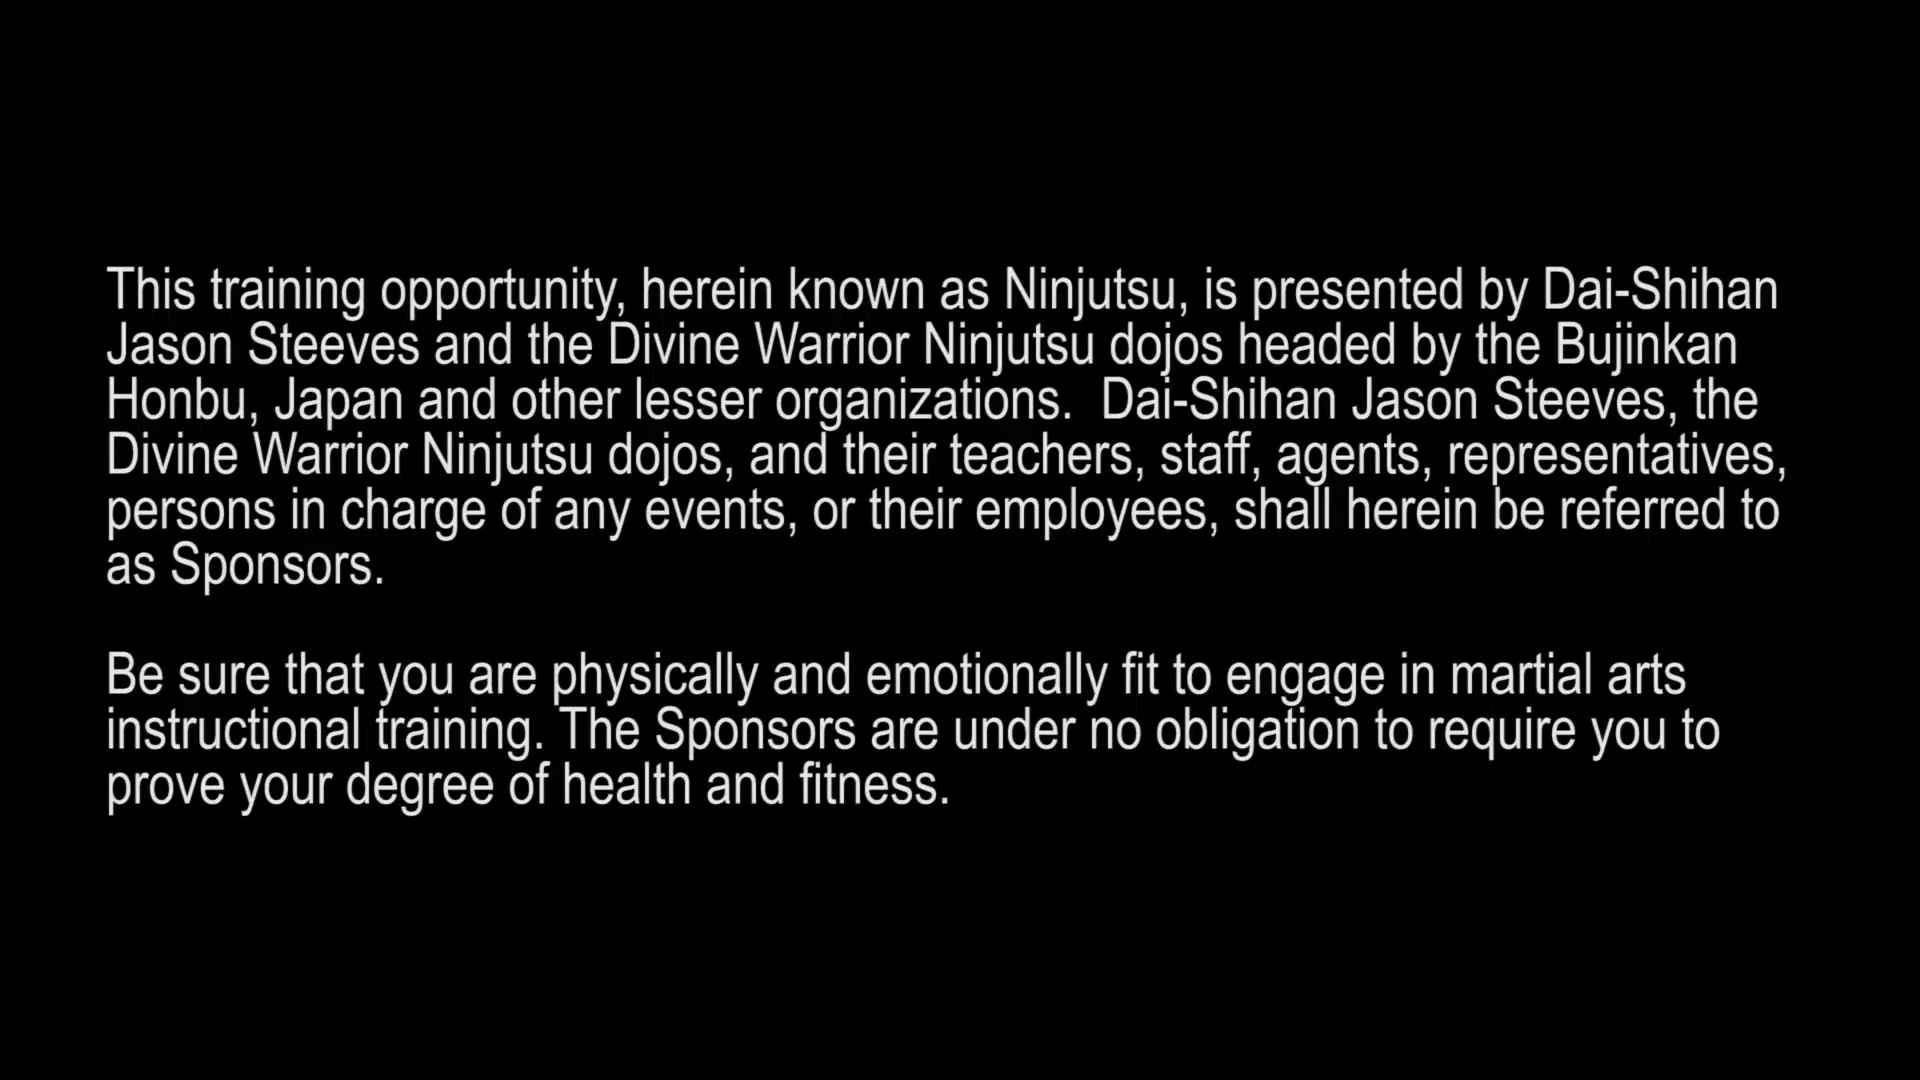 This training opportunity, herein known as Ninjutsu, is presented by Dai-Shihan
Jason Steeves and the Divine Warrior Ninjutsu dojos headed by the Bujinkan
Honbu, Japan and other lesser organizations.  Dai-Shihan Jason Steeves, the
Divine Warrior Ninjutsu dojos, and their teachers, staff, agents, representatives,
persons in charge of any events, or their employees, shall herein be referred to
as Sponsors.
Be sure that you are physically and emotionally fit to engage in martial arts
instructional training. The Sponsors are under no obligation to require you to
prove your degree of health and fitness.